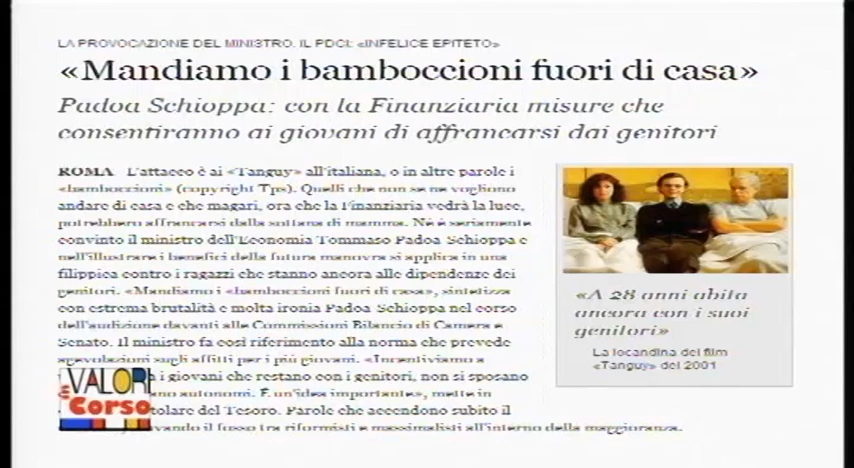 LA PROVOCAZIONE DEL MINISTRO. IL PDCI: «INFELICE EPITETO»
«Mandiamo i bamboccioni fuori di casa»
Padoa Schioppa: con la Finanziaria misure che
consentiranno ai giovani di affrancarsi dai genitori
ROMA L'attacco è ai «Tanguy» all'italiana, o in altre parole i
«bamboccioni» (copyright Tps). Quelli che non se ne vogliono
andare di casa e che magari, ora che la Finanziaria vedrà la luce,
potrebbero affrancarsi dalla sottana di mamma. Ne è seriamente
convinto il ministro dell'Economia Tommaso Padoa Schioppa e
nell'illustrare i benefici della futura manovra si applica in una
filippica contro i ragazzi che stanno ancora alle dipendenze dei
genitori. «Mandiamo i «bamboccioni fuori di casa», sintetizza
con estrema brutalità e molta ironia Padoa Schioppa nel corso
dell'audizione davanti alle Commissioni Bilancio di Camera e
Senato. Il ministro fa così riferimento alla norma che prevede
agevolazioni sugli affitti per i più giovani. «Incentiviamo a
i giovani che restano con i genitori, non si sposano
autonomi. È un'idea importante», mette in
titolare del Tesoro. Parole che accendono subito il
il fosso tra riformisti e massimalisti all'interno della maggioranza.
«A 28 anni abita
ancora con i suoi
genitori»
La locandina del film
«Tanguy» del 2001
VALORI
in Corso